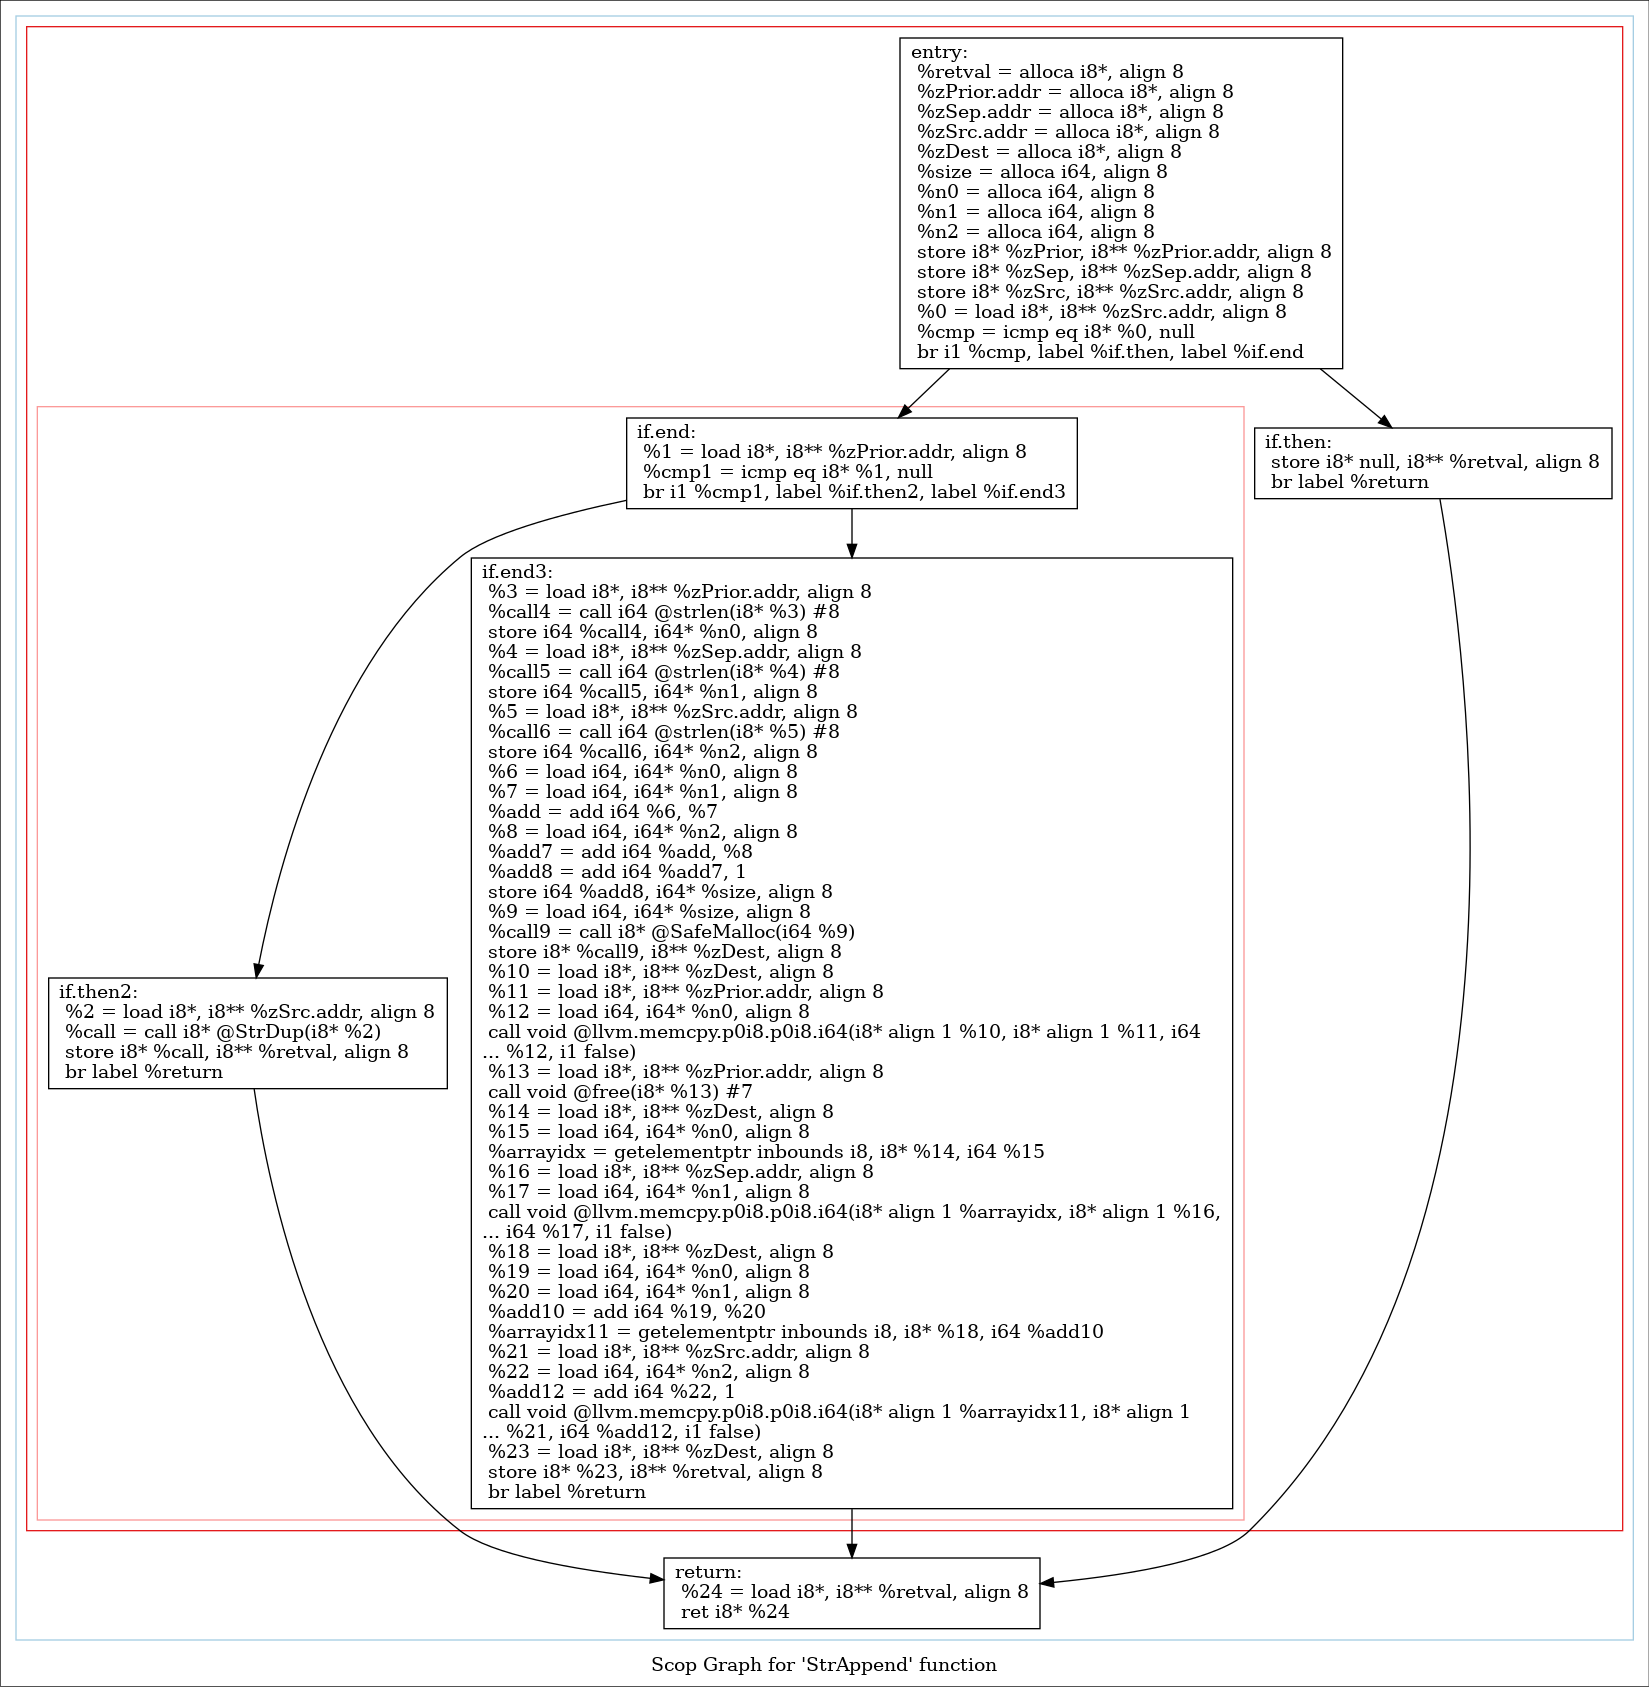 entry:
%retval = alloca i8*, align 8
%zPrior.addr = alloca i8*, align 8
%zSep.addr = alloca i8*, align 8
%zSrc.addr = alloca i8*, align 8
%zDest = alloca i8*, align 8
%size = alloca i64, align 8
%n0 = alloca i64, align 8
%n1 = alloca i64, align 8
%n2 = alloca i64, align 8
store i8* %zPrior, i8** %zPrior.addr, align 8
store i8* %zSep, i8** %zSep.addr, align 8
store i8* %zSrc, i8** %zSrc.addr, align 8
%0 = load i8*, i8** %zSrc.addr, align 8
%cmp = icmp eq i8* %0, null
br i1 %cmp, label %if.then, label %if.end
if.end:
%1 = load i8*, i8** %zPrior.addr, align 8
%cmp1 = icmp eq i8* %1, null
br i1 %cmp1, label %if.then2, label %if.end3
if.then:
store i8* null, i8** %retval, align 8
br label %return
if.end3:
%3 = load i8*, i8** %zPrior.addr, align 8
%call4 = call i64 @strlen(i8* %3) #8
store i64 %call4, i64* %n0, align 8
%4 = load i8*, i8** %zSep.addr, align 8
%call5 = call i64 @strlen(i8* %4) #8
store i64 %call5, i64* %n1, align 8
%5 = load i8*, i8** %zSrc.addr, align 8
%call6 = call i64 @strlen(i8* %5) #8
store i64 %call6, i64* %n2, align 8
%6 = load i64, i64* %n0, align 8
%7 = load i64, i64* %n1, align 8
%add = add i64 %6, %7
%8 = load i64, i64* %n2, align 8
%add7 = add i64 %add, %8
%add8 = add i64 %add7, 1
store i64 %add8, i64* %size, align 8
%9 = load i64, i64* %size, align 8
%call9 = call i8* @SafeMalloc(i64 %9)
store i8* %call9, i8** %zDest, align 8
%10 = load i8*, i8** %zDest, align 8
%11 = load i8*, i8** %zPrior.addr, align 8
%12 = load i64, i64* %n0, align 8
call void @llvm.memcpy.p0i8.p0i8.i64(i8* align 1 %10, i8* align 1 %11, i64
... %12, i1 false)
%13 = load i8*, i8** %zPrior.addr, align 8
call void @free(i8* %13) #7
%14 = load i8*, i8** %zDest, align 8
%15 = load i64, i64* %n0, align 8
%arrayidx = getelementptr inbounds i8, i8* %14, i64 %15
%16 = load i8*, i8** %zSep.addr, align 8
%17 = load i64, i64* %n1, align 8
call void @llvm.memcpy.p0i8.p0i8.i64(i8* align 1 %arrayidx, i8* align 1 %16,
... i64 %17, i1 false)
%18 = load i8*, i8** %zDest, align 8
%19 = load i64, i64* %n0, align 8
%20 = load i64, i64* %n1, align 8
%add10 = add i64 %19, %20
%arrayidx11 = getelementptr inbounds i8, i8* %18, i64 %add10
%21 = load i8*, i8** %zSrc.addr, align 8
%22 = load i64, i64* %n2, align 8
%add12 = add i64 %22, 1
call void @llvm.memcpy.p0i8.p0i8.i64(i8* align 1 %arrayidx11, i8* align 1
... %21, i64 %add12, i1 false)
%23 = load i8*, i8** %zDest, align 8
store i8* %23, i8** %retval, align 8
br label %return
if.then2:
%2 = load i8*, i8** %zSrc.addr, align 8
%call = call i8* @StrDup(i8* %2)
store i8* %call, i8** %retval, align 8
br label %return
return:
%24 = load i8*, i8** %retval, align 8
ret i8* %24
Scop Graph for 'StrAppend' function